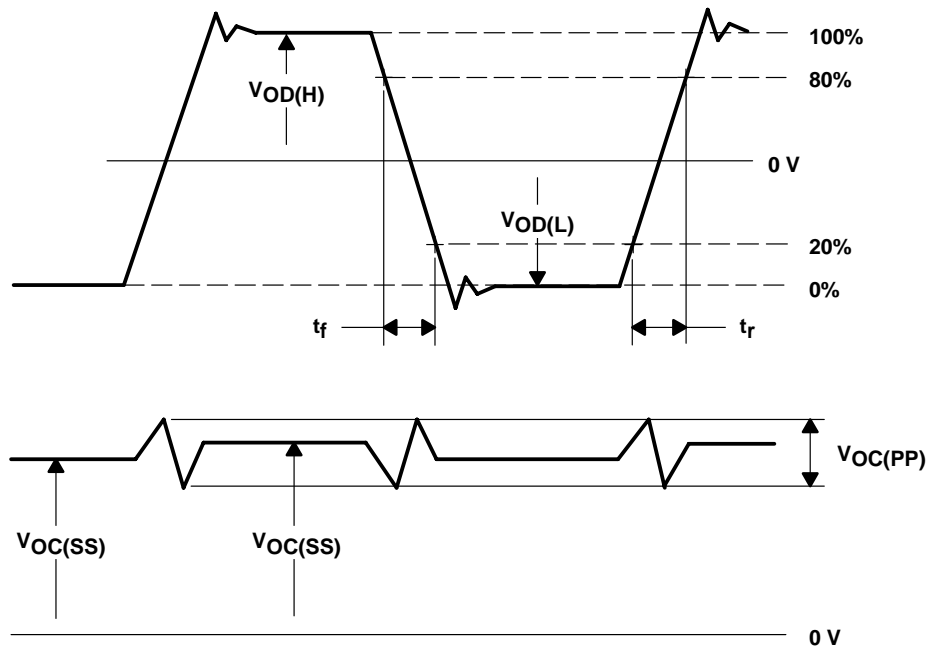 100%
80%
VOD(H)
0 V
VOD(L)
20%
0%
tf
tr
VOC(PP)
VOC(SS)
VOC(SS)
0 V